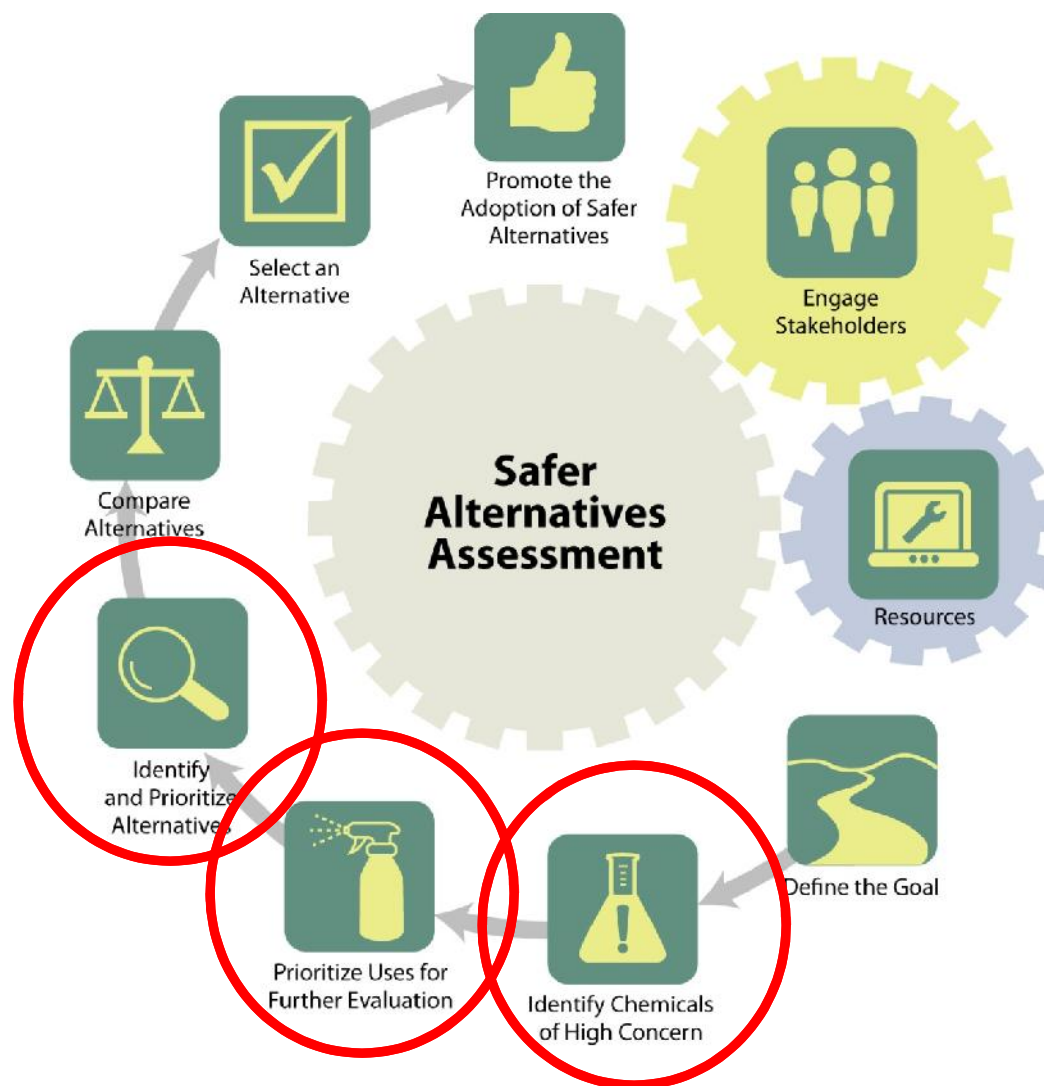 Promote the
Adoption of Safer
Alternatives
Engage
Stakeholders
Select an
Alternative
Safer
Alternatives
Assessment
Compare
Alternatives
Resources
Identify
and Prioritize
Alternatives
Define the Goal
Prioritize Uses for
Further Evaluation
Identify Chemicals
of High Concern